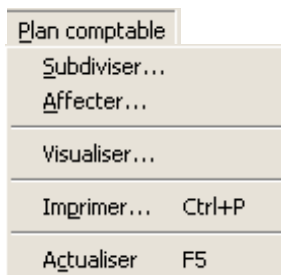 Plan comptable
Subdiviser...
Affecter...
Visualiser...
Imprimer... Ctrl+P
Actualiser F5